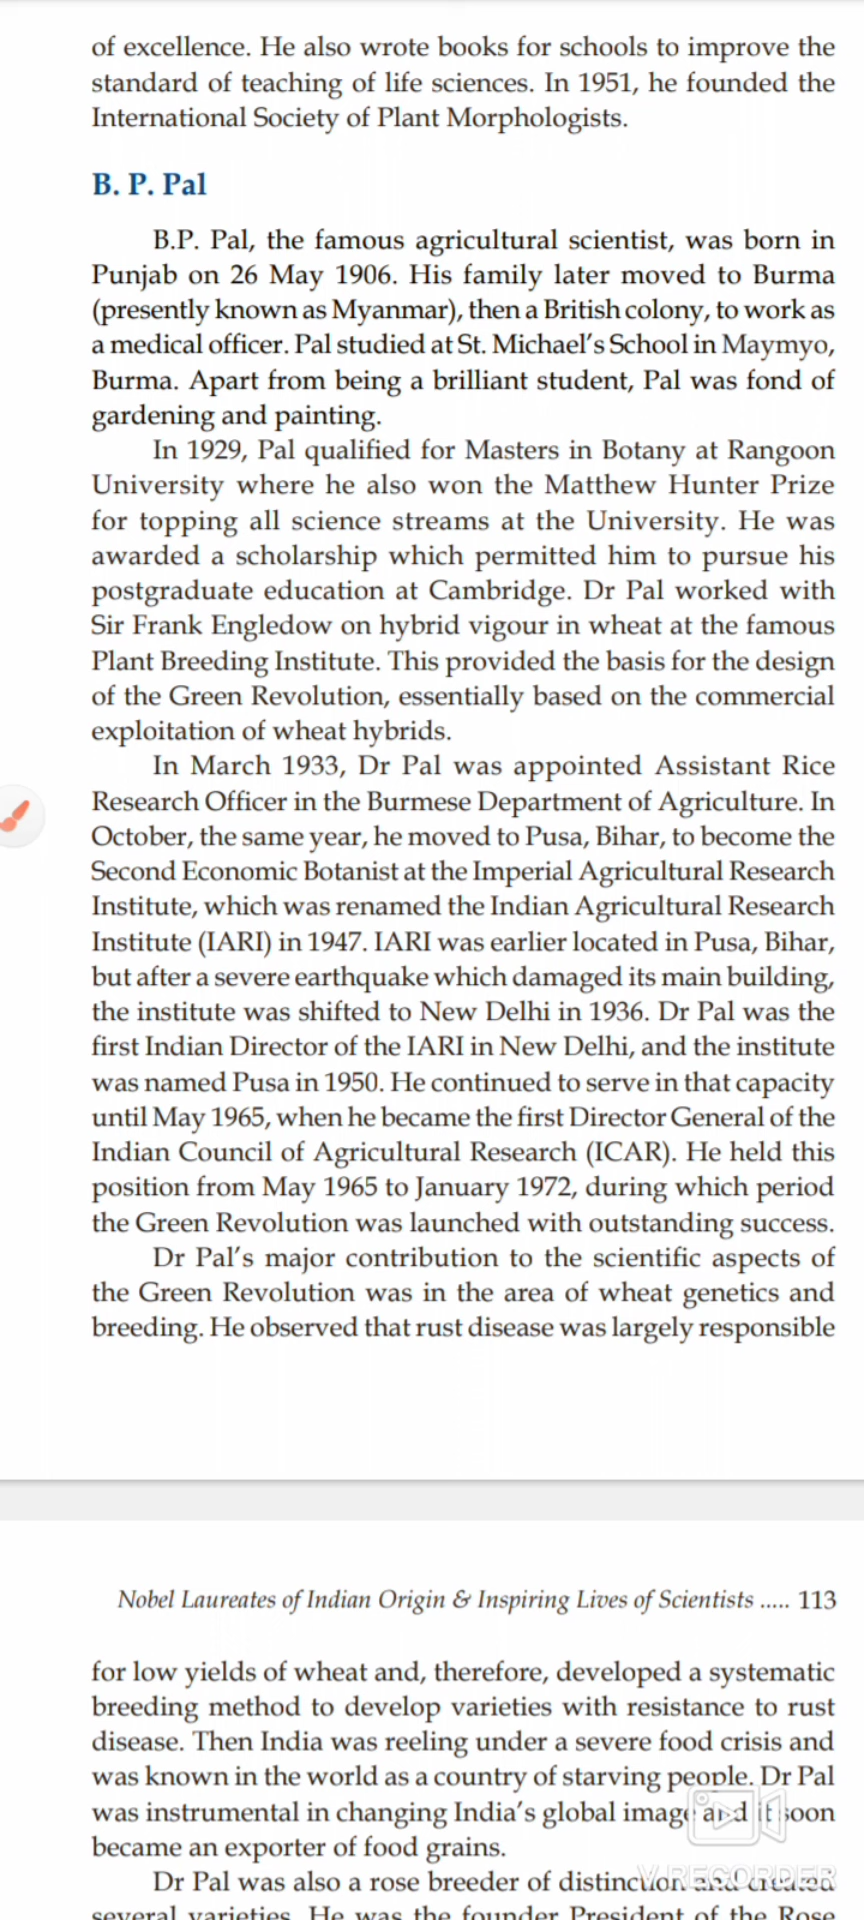 of excellence. He also wrote books for schools to improve the
standard of teaching of life sciences. In 1951, he founded the
International Society of Plant Morphologists.
B. P. Pal
B.P. Pal, the famous agricultural scientist, was born in
Punjab on 26 May 1906. His family later moved to Burma
(presently known as Myanmar), then a British colony, to work as
a medical officer. Pal studied at St. Michael's School in Maymyo,
Burma. Apart from being a brilliant student, Pal was fond of
gardening and painting.
In 1929, Pal qualified for Masters in Botany at Rangoon
University where he also won the Matthew Hunter Prize
for topping all science streams at the University. He was
awarded a scholarship which permitted him to pursue his
postgraduate education at Cambridge. Dr Pal worked with
Sir Frank Engledow on hybrid vigour in wheat at the famous
Plant Breeding Institute. This provided the basis for the design
of the Green Revolution, essentially based on the commercial
exploitation of wheat hybrids.
In March 1933, Dr Pal was appointed Assistant Rice
Research Officer in the Burmese Department of Agriculture. In
October, the same year, he moved to Pusa, Bihar, to become the
Second Economic Botanist at the Imperial Agricultural Research
Institute, which was renamed the Indian Agricultural Research
Institute (IARI) in 1947. IARI was earlier located in Pusa, Bihar,
but after a severe earthquake which damaged its main building,
the institute was shifted to New Delhi in 1936. Dr Pal was the
first Indian Director of the IARI in New Delhi, and the institute
was named Pusa in 1950. He continued to serve in that capacity
until May 1965, when he became the first Director General of the
Indian Council of Agricultural Research (ICAR). He held this
position from May 1965 to January 1972, during which period
the Green Revolution was launched with outstanding success.
Dr Pal's major contribution to the scientific aspects of
the Green Revolution was in the area of wheat genetics and
breeding. He observed that rust disease was largely responsible
Nobel Laureates of Indian Origin & Inspiring Lives of Scientists ..... 113
for low yields of wheat and, therefore, developed a systematic
breeding method to develop varieties with resistance to rust
disease. Then India was reeling under a severe food crisis and
was known in the world as a country of starving people. Dr Pal
was instrumental in changing India's global image and it soon
became an exporter of food grains.
Dr Pal was also a rose breeder of distinction and created
V RECORDER
several varieties. He was the founder President of the Rose